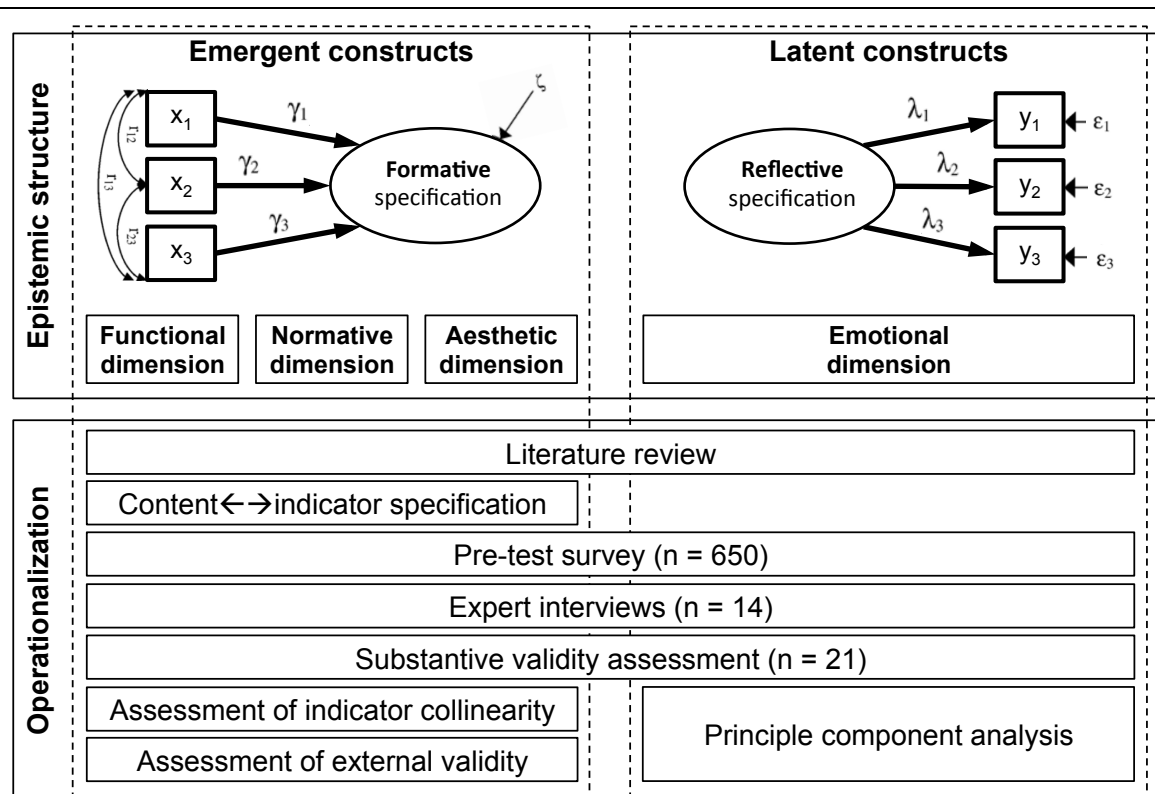 Emergent constructs
Latent constructs
Epistemic structure
x1
x2
x3
r12
r13
r23
γ1
γ2
γ3
ζ
Formative
specification
Reflective
specification
λ1
λ2
λ3
y1
y2
y3
ε1
ε2
ε3
Functional
dimension
Normative
dimension
Aesthetic
dimension
Emotional
dimension
Operationalization
Literature review
Content←→indicator specification
Pre-test survey (n = 650)
Expert interviews (n = 14)
Substantive validity assessment (n = 21)
Assessment of indicator collinearity
Assessment of external validity
Principle component analysis